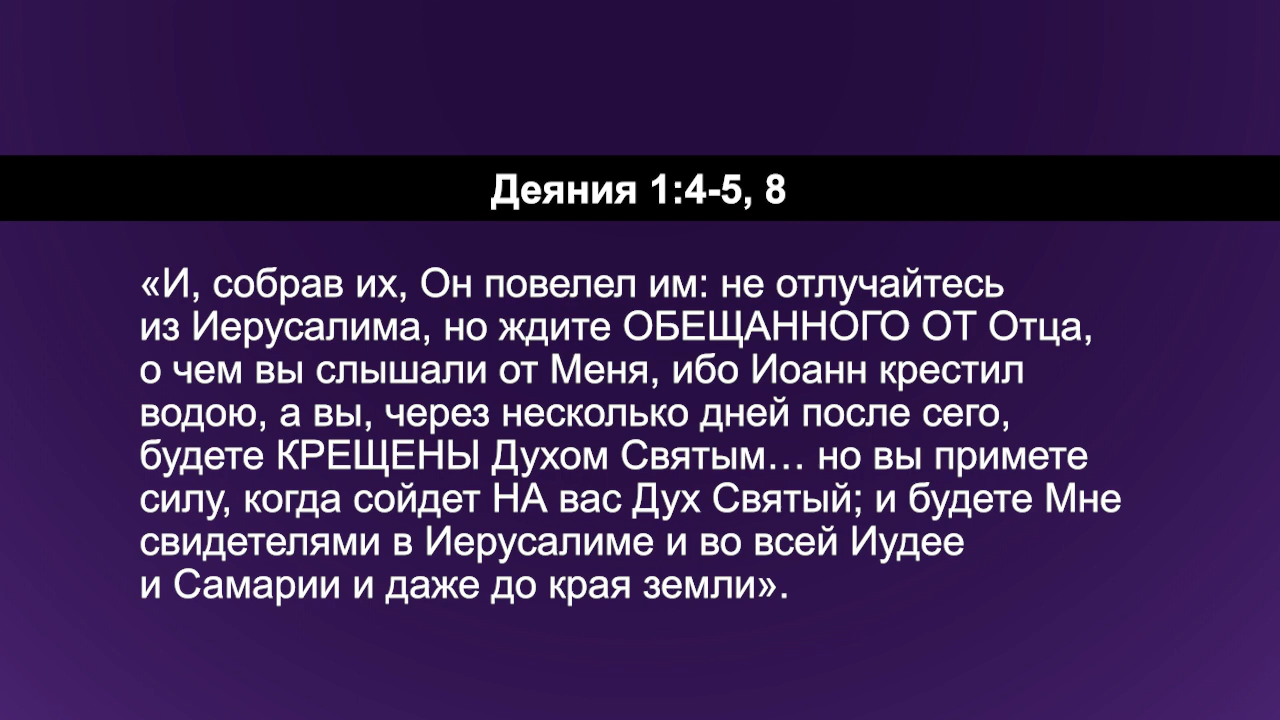 Деяния 1:4-5, 8
«И, собрав их, Он повелел им: не отлучайтесь
из Иерусалима, но ждите ОБЕЩАННОГО ОТ Отца,
о чем вы слышали от Меня, ибо Иоанн крестил
водою, а вы, через несколько дней после сего,
будете КРЕЩЕНЫ Духом Святым… но вы примете
силу, когда сойдет НА вас Дух Святый; и будете Мне
свидетелями в Иерусалиме и во всей Иудее
и Самарии и даже до края земли».